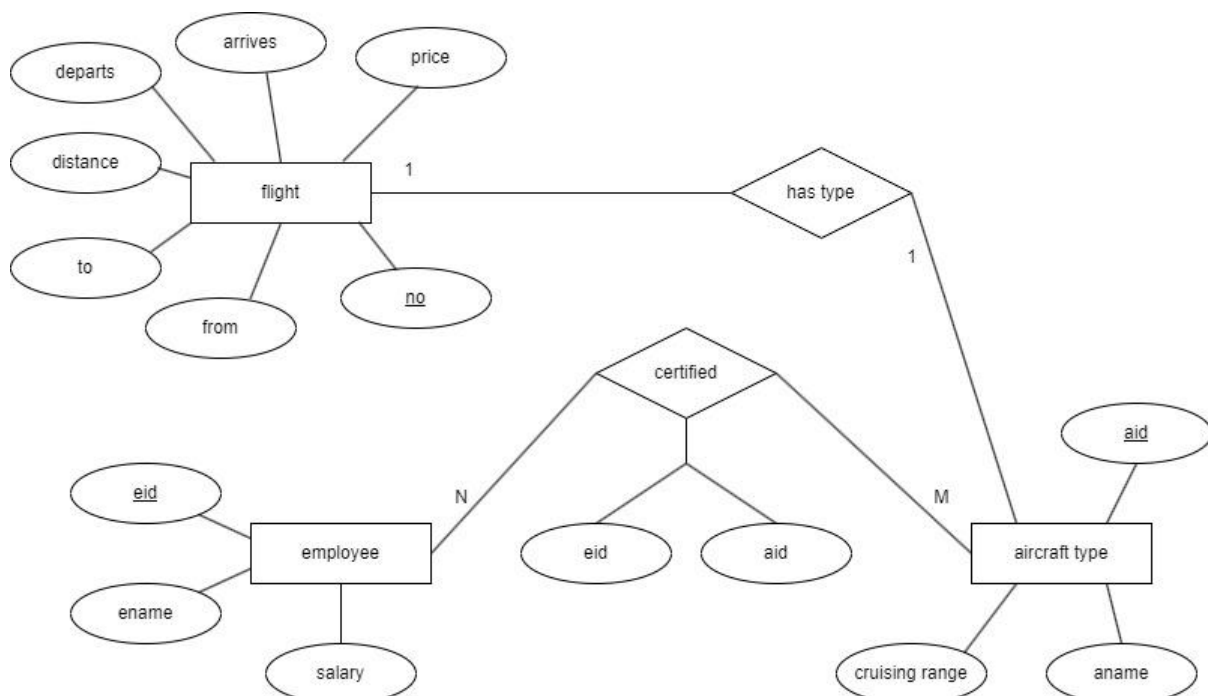 arrives
price
departs
distance
1
flight
has type
to
1
no
from
certified
aid
eid
N
M
employee
eid
aid
aircraft type
ename
salary
cruising range
aname